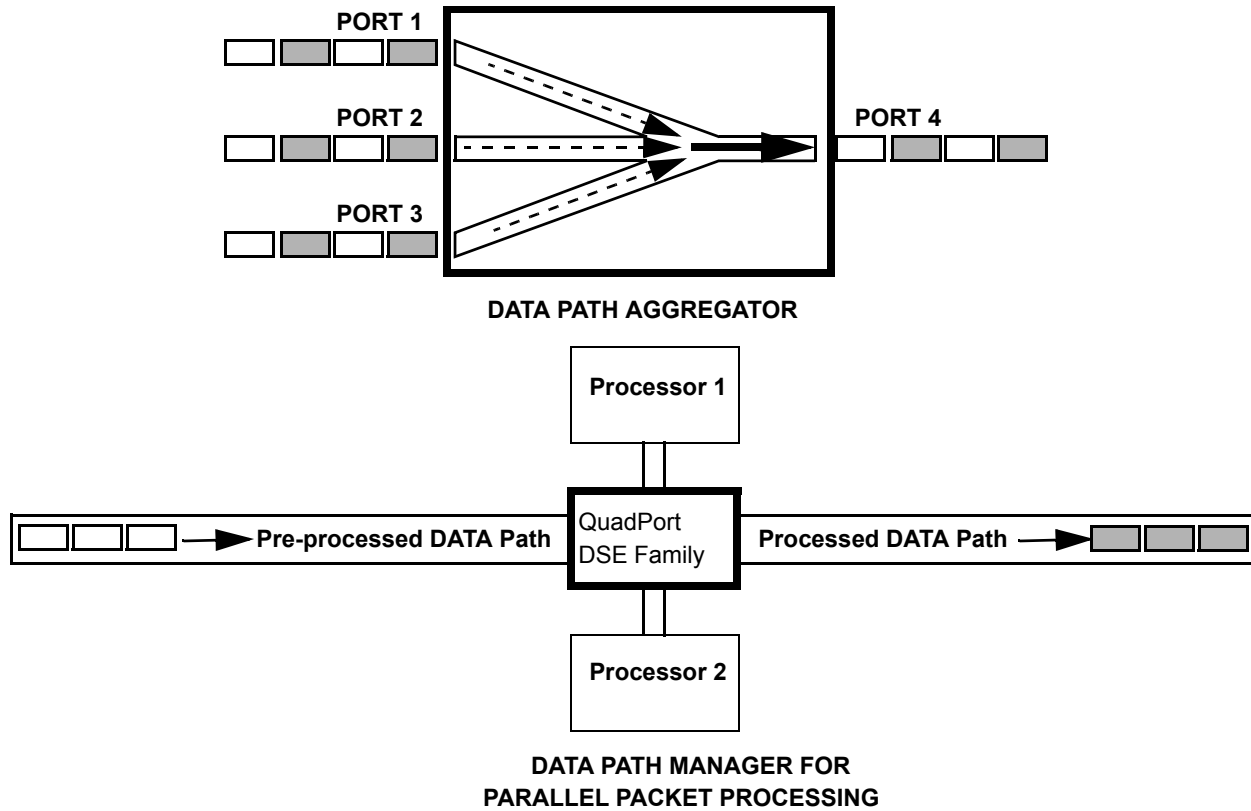 PORT 1
PORT 2
PORT 4
PORT 3
DATA PATH AGGREGATOR
Processor 1
QuadPort
DSE Family
Pre-processed DATA Path
Processed DATA Path
Processor 2
DATA PATH MANAGER FOR
PARALLEL PACKET PROCESSING